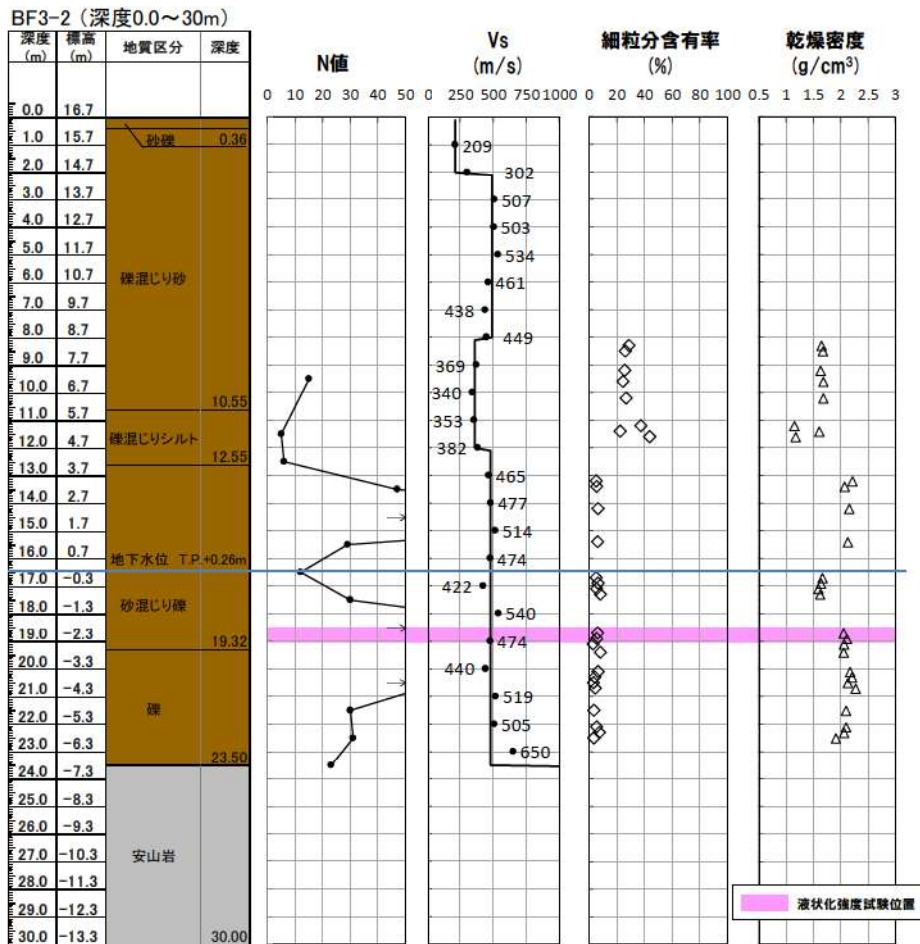 BF3-2 (深度0.0～30m)
深度 (m) 標高 (m) 地質区分 深度
N値
Vs (m/s)
細粒分含有率 (%)
乾燥密度 (g/cm³)
0 10 20 30 40 50
0 250 500 750 1000
0 20 40 60 80 100
0.5 1 1.5 2 2.5 3
0.0 16.7
1.0 15.7 砂礫 0.36 209
2.0 14.7 302
3.0 13.7 507
4.0 12.7 503
5.0 11.7 534
6.0 10.7 礫混じり砂 461
7.0 9.7 438
8.0 8.7 449
9.0 7.7 369
10.0 6.7 10.55 340
11.0 5.7 353
12.0 4.7 礫混じりシルト 12.55 382
13.0 3.7 465
14.0 2.7 477
15.0 1.7 514
16.0 0.7 地下水位 T.P.+0.26m 474
17.0 -0.3 422
18.0 -1.3 砂混じり礫 540
19.0 -2.3 19.32 474
20.0 -3.3 440
21.0 -4.3 519
22.0 -5.3 礫 505
23.0 -6.3 23.50 650
24.0 -7.3
25.0 -8.3
26.0 -9.3
27.0 -10.3 安山岩
28.0 -11.3
29.0 -12.3 液状化強度試験位置
30.0 -13.3 30.00